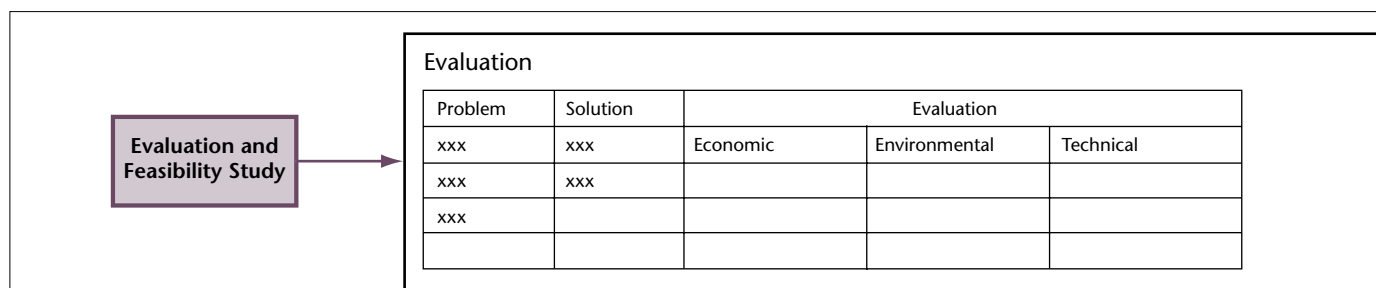 Evaluation and
Feasibility Study
Evaluation
Problem Solution Evaluation
xxx xxx Economic Environmental Technical
xxx xxx
xxx